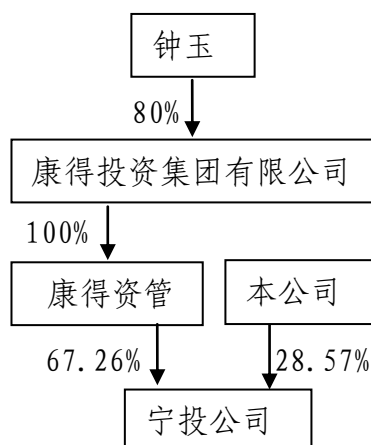 钟玉
80%
康得投资集团有限公司
100%
康得资管
本公司
67.26%
28.57%
宁投公司